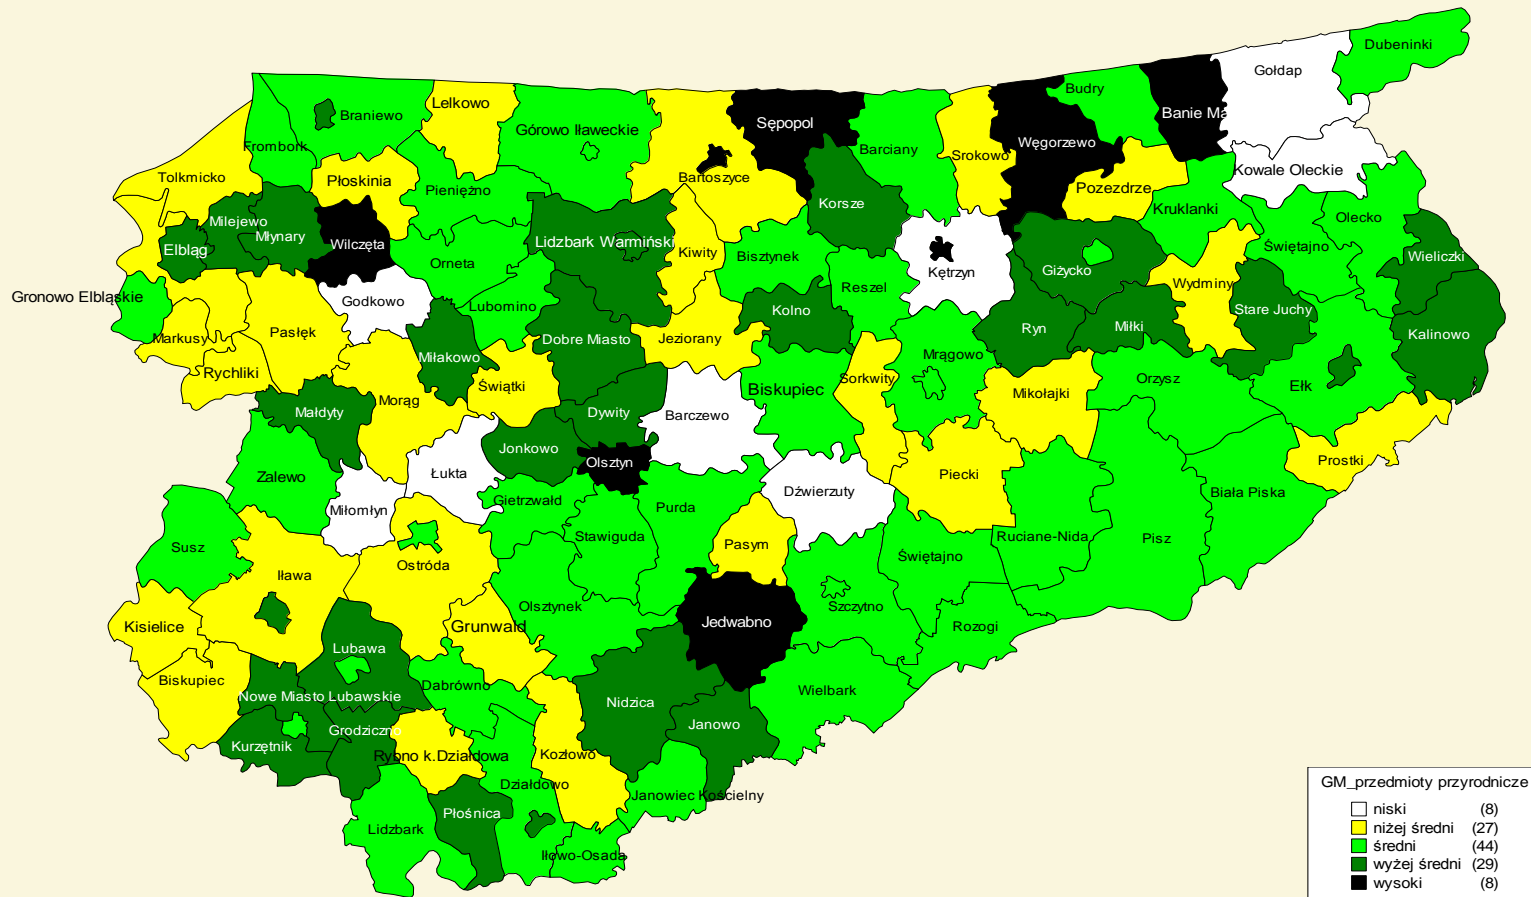 Dubeninki
Gołdap
Budry
Banie Ma
Lelkowo
Braniewo
Górowo Iławeckie
Sępopol
Węgorzewo
Frombork
Barciany
Srokowo
Kowale Oleckie
Tolkmicko
Płoskinia
Pieniężno
Bartoszyce
Pozezdrze
Korsze
Kruklanki
Olecko
Milejewo
Młynary
Wilczęta
Lidzbark Warmiński
Elbląg
Orneta
Kiwity
Bisztynek
Świętajno
Wieliczki
Kętrzyn
Giżycko
Gronowo Elbląskie
Godkowo
Lubomino
Reszel
Wydminy
Stare Juchy
Kolno
Markusy
Pasłęk
Dobre Miasto
Jeziorany
Ryn
Miłki
Kalinowo
Miłakowo
Mrągowo
Rychliki
Świątki
Sorkwity
Orzysz
Ełk
Morąg
Biskupiec
Mikołajki
Małdyty
Dywity
Barczewo
Jonkowo
Olsztyn
Prostki
Zalewo
Łukta
Piecki
Dźwierzuty
Biała Piska
Miłomłyn
Gietrzwałd
Purda
Susz
Stawiguda
Pasym
Ruciane-Nida
Pisz
Świętajno
Iława
Ostróda
Olsztynek
Szczytno
Kisielice
Grunwald
Jedwabno
Rozogi
Lubawa
Biskupiec
Dabrówno
Wielbark
Nowe Miasto Lubawskie
Nidzica
Janowo
Grodziczno
Kurzętnik
Rybno k.Działdowa
Kozłowo
Działdowo
Janowiec Kościelny
Płośnica
Lidzbark
Iłowo-Osada
GM_przedmioty przyrodnicze
niski (8)
niżej średni (27)
średni (44)
wyżej średni (29)
wysoki (8)